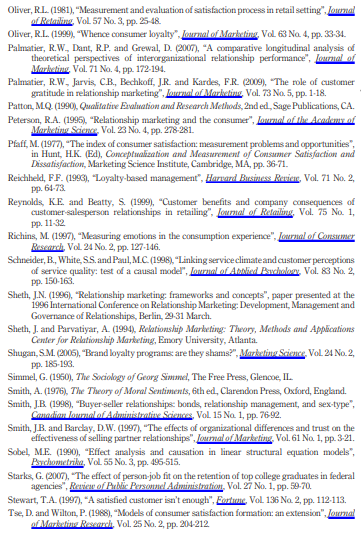 Oliver, R.L. (1981), “Measurement and evaluation of satisfaction process in retail setting”, Journal
of Retailing, Vol. 57 No. 3, pp. 25-48.
Oliver, R.L. (1999), “Whence consumer loyalty”, Journal of Marketing, Vol. 63 No. 4, pp. 33-34.
Palmatier, R.W., Dant, R.P. and Grewal, D. (2007), “A comparative longitudinal analysis of
theoretical perspectives of interorganizational relationship performance”, Journal of
Marketing, Vol. 71 No. 4, pp. 172-194.
Palmatier, R.W., Jarvis, C.B., Bechkoff, J.R. and Kardes, F.R. (2009), “The role of customer
gratitude in relationship marketing”, Journal of Marketing, Vol. 73 No. 5, pp. 1-18.
Patton, M.Q. (1990), Qualitative Evaluation and Research Methods, 2nd ed., Sage Publications, CA.
Peterson, R.A. (1995), “Relationship marketing and the consumer”, Journal of the Academy of
Marketing Science, Vol. 23 No. 4, pp. 278-281.
Pfaff, M. (1977), “The index of consumer satisfaction: measurement problems and opportunities”,
in Hunt, H.K. (Ed), Conceptualization and Measurement of Consumer Satisfaction and
Dissatisfaction, Marketing Science Institute, Cambridge, MA, pp. 36-71.
Reichheld, F.F. (1993), “Loyalty-based management”, Harvard Business Review, Vol. 71 No. 2,
pp. 64-73.
Reynolds, K.E. and Beatty, S. (1999), “Customer benefits and company consequences of
customer-salesperson relationships in retailing”, Journal of Retailing, Vol. 75 No. 1,
pp. 11-32.
Richins, M. (1997), “Measuring emotions in the consumption experience”, Journal of Consumer
Research, Vol. 24 No. 2, pp. 127-146.
Schneider, B., White, S.S. and Paul, M.C. (1998), “Linking service climate and customer perceptions
of service quality: test of a causal model”, Journal of Applied Psychology, Vol. 83 No. 2,
pp. 150-163.
Sheth, J.N. (1996), “Relationship marketing: frameworks and concepts”, paper presented at the
1996 International Conference on Relationship Marketing: Development, Management and
Governance of Relationships, Berlin, 29-31 March.
Sheth, J. and Parvatiyar, A. (1994), Relationship Marketing: Theory, Methods and Applications
Center for Relationship Marketing, Emory University, Atlanta.
Shugan, S.M. (2005), “Brand loyalty programs: are they shams?”, Marketing Science, Vol. 24 No. 2,
pp. 185-193.
Simmel, G. (1950), The Sociology of Georg Simmel, The Free Press, Glencoe, IL.
Smith, A. (1976), The Theory of Moral Sentiments, 6th ed., Clarendon Press, Oxford, England.
Smith, J.B. (1998), “Buyer-seller relationships: bonds, relationship management, and sex-type”,
Canadian Journal of Administrative Sciences, Vol. 15 No. 1, pp. 76-92.
Smith, J.B. and Barclay, D.W. (1997), “The effects of organizational differences and trust on the
effectiveness of selling partner relationships”, Journal of Marketing, Vol. 61 No. 1, pp. 3-21.
Sobel, M.E. (1990), “Effect analysis and causation in linear structural equation models”,
Psychometrika, Vol. 55 No. 3, pp. 495-515.
Starks, G. (2007), “The effect of person-job fit on the retention of top college graduates in federal
agencies”, Review of Public Personnel Administration, Vol. 27 No. 1, pp. 59-70.
Stewart, T.A. (1997), “A satisfied customer isn't enough”, Fortune, Vol. 136 No. 2, pp. 112-113.
Tse, D. and Wilton, P. (1988), “Models of consumer satisfaction formation: an extension”, Journal
of Marketing Research, Vol. 25 No. 2, pp. 204-212.